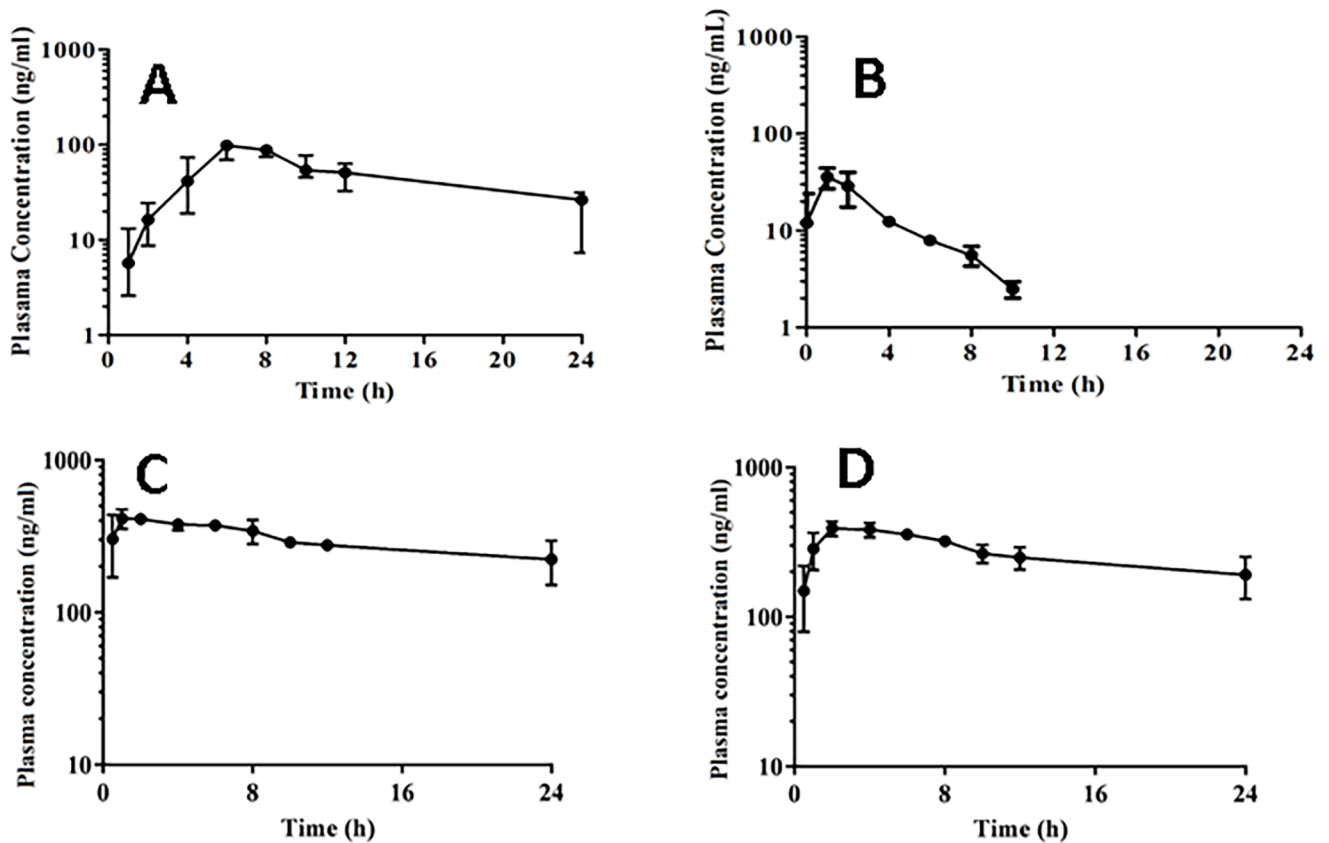 A
Plasama Concentration (ng/ml)
1000
100
10
1
0 4 8 12 16 20 24
Time (h)
B
Plasama Concentration (ng/mL)
1000
100
10
1
0 4 8 12 16 20 24
Time (h)
C
Plasma concentration (ng/ml)
1000
100
10
0 8 16 24
Time (h)
D
Plasma concentration (ng/ml)
1000
100
10
0 8 16 24
Time (h)